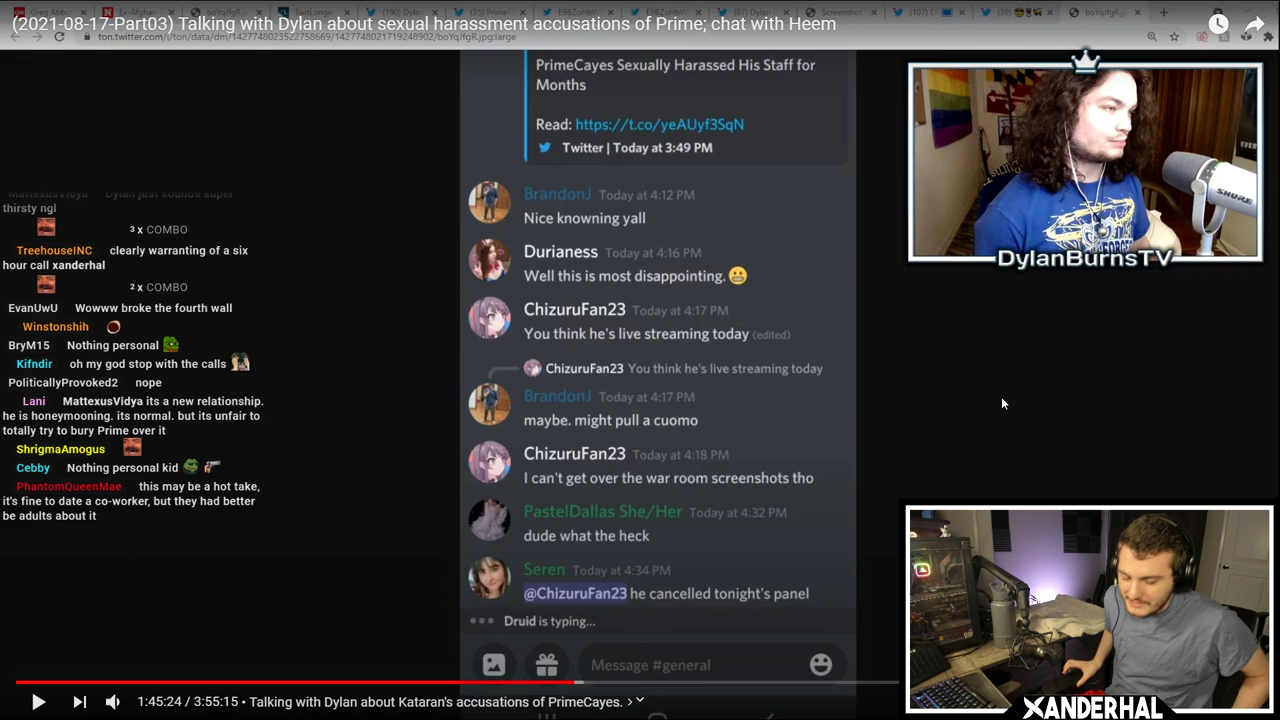 (2021-08-17-Part03) Talking with Dylan about sexual harassment accusations of Prime; chat with Heem
PrimeCayes Sexually Harassed His Staff for
Months
Read: https://t.co/yeAUyf3SqN
Twitter | Today at 3:49 PM
BrandonJ Today at 4:12 PM
Nice knowning yall
Durianess Today at 4:16 PM
Well this is most disappointing.
ChizuruFan23 Today at 4:17 PM
You think he's live streaming today (edited)
ChizuruFan23 You think he's live streaming today
BrandonJ Today at 4:17 PM
maybe. might pull a cuomo
ChizuruFan23 Today at 4:18 PM
I can't get over the war room screenshots tho
PastelDallas She/Her Today at 4:32 PM
dude what the heck
Seren Today at 4:34 PM
@ChizuruFan23 he cancelled tonight's panel
Druid is typing...
Message #general
MattexusVidya Dylan just sounds super
thirsty ngl
3 x COMBO
TreehouseINC clearly warranting of a six
hour call xanderhal
2 x COMBO
EvanUwU Wowww broke the fourth wall
Winstonshih
BryM15 Nothing personal
Kifndir oh my god stop with the calls
PoliticallyProvoked2 nope
Lani MattexusVidya its a new relationship.
he is honeymooning. its normal. but its unfair to
totally try to bury Prime over it
ShrigmaAmogus
Cebby Nothing personal kid
PhantomQueenMae this may be a hot take,
it's fine to date a co-worker, but they had better
be adults about it
SHURE
DylanBurnsTV
XANDERHAL
1:45:24 / 3:55:15 • Talking with Dylan about Kataran's accusations of PrimeCayes. >